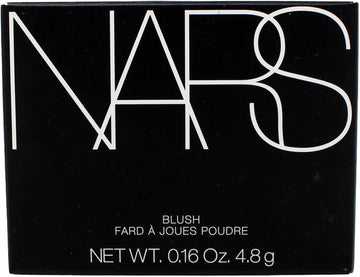 NARS
BLUSH
FARD À JOUES POUDRE
NET WT. 0.16 Oz. 4.8 g